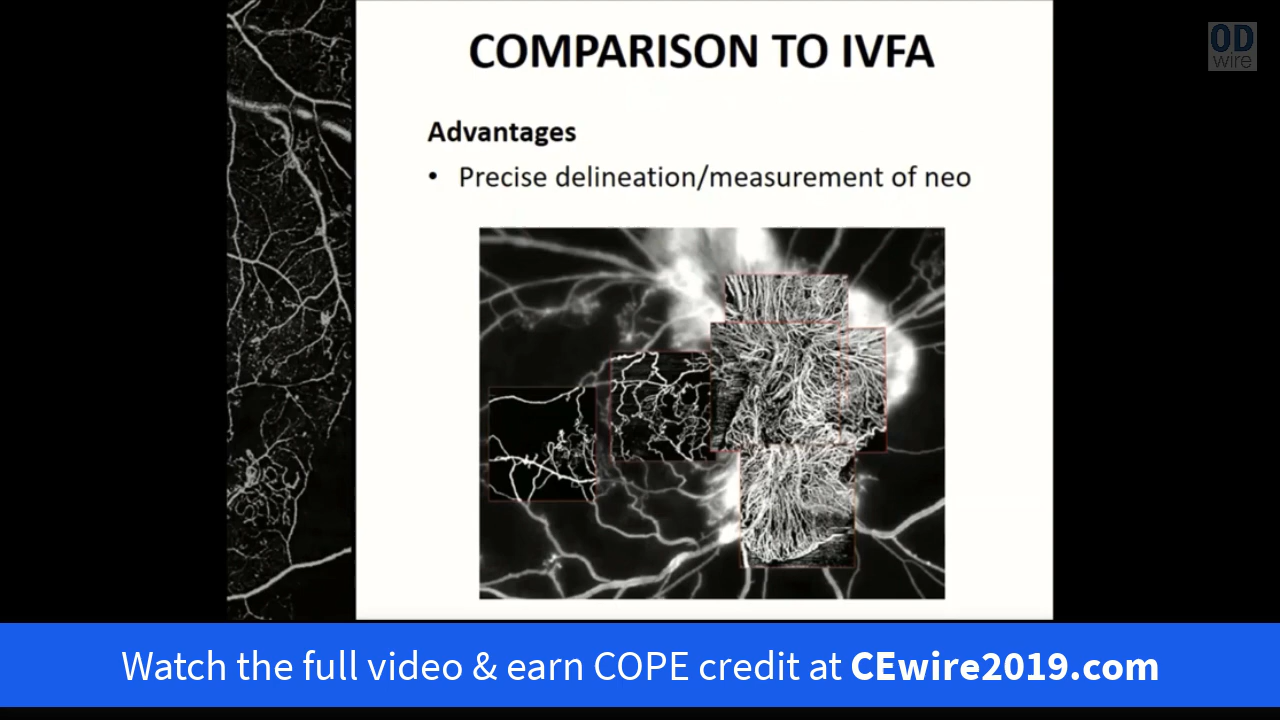 COMPARISON TO IVFA
OD
wire
Advantages
• Precise delineation/measurement of neo
Watch the full video & earn COPE credit at CEwire2019.com